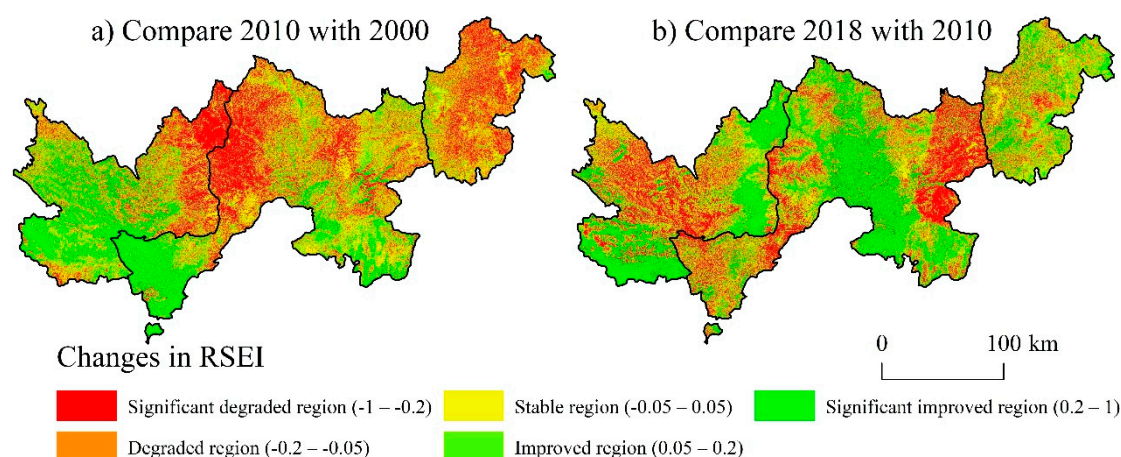 a) Compare 2010 with 2000
b) Compare 2018 with 2010
Changes in RSEI
0 100 km
Significant degraded region (-1 – -0.2)
Stable region (-0.05 – 0.05)
Significant improved region (0.2 – 1)
Degraded region (-0.2 – -0.05)
Improved region (0.05 – 0.2)